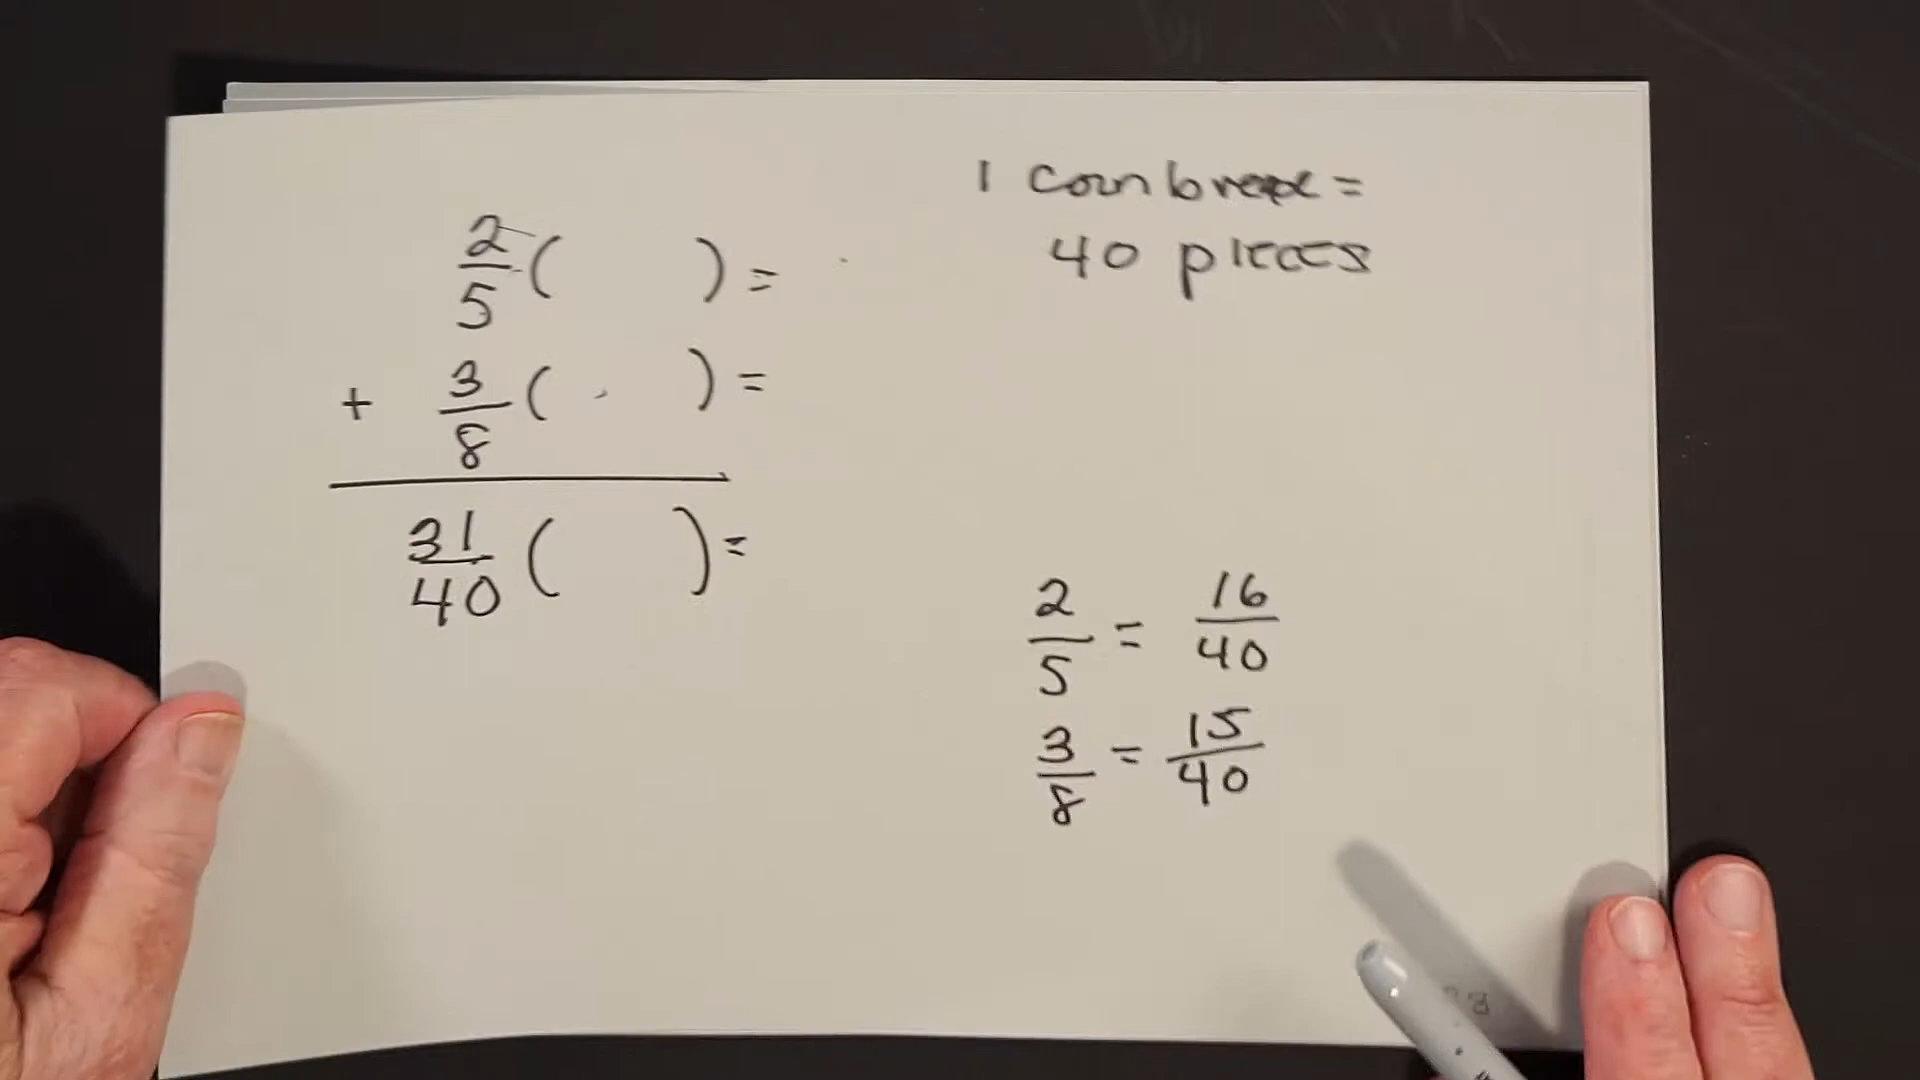 1 cornbread =
40 pieces
2/5 ( ) =
+ 3/8 ( ) =
31/40 ( ) =
2/5 = 16/40
3/8 = 15/40